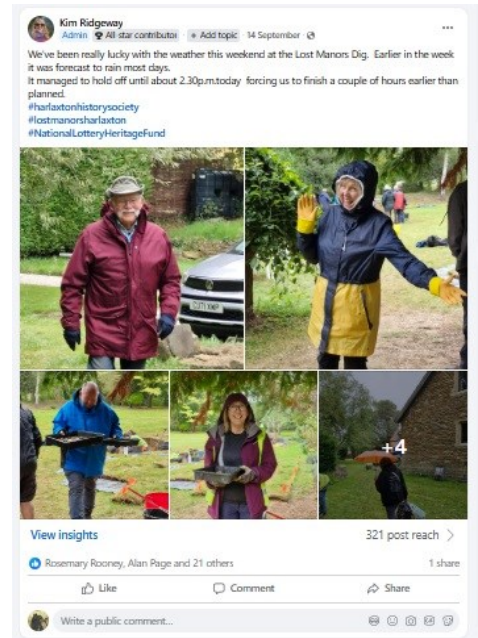 Kim Ridgeway
Admin All-star contributor + Add topic · 14 September ·
We've been really lucky with the weather this weekend at the Lost Manors Dig. Earlier in the week
it was forecast to rain most days.
It managed to hold off until about 2.30p.m.today forcing us to finish a couple of hours earlier than
planned.
#harlaxtonhistorysociety
#lostmanorsharlaxton
#NationalLotteryHeritageFund
+4
View insights
321 post reach
Rosemary Rooney, Alan Page and 21 others
1 share
Like
Comment
Share
Write a public comment...